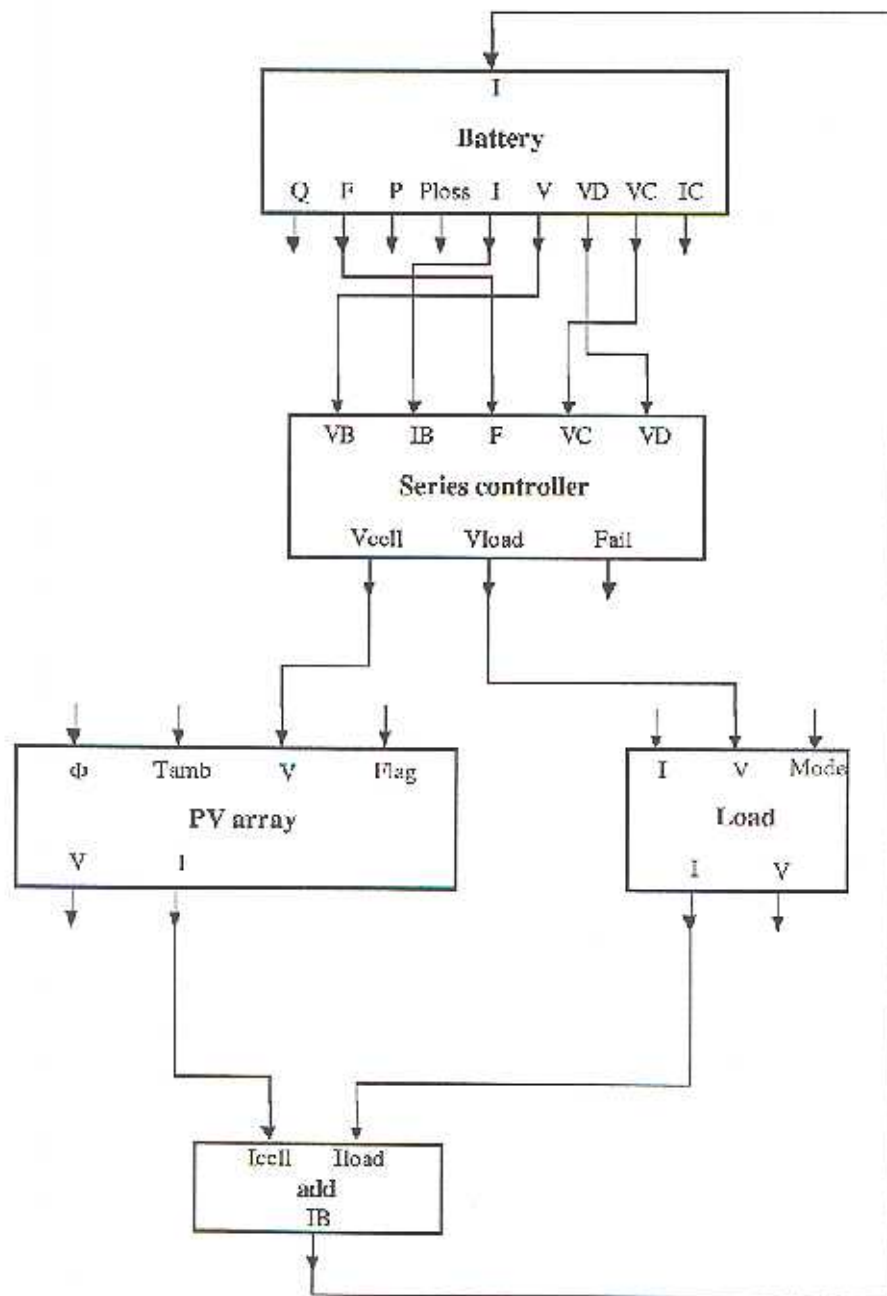 I
Battery
Q F P Ploss I V VD VC IC
VB IB F VC VD
Series controller
Vcell Vload Fail
Φ Tamb V Flag
I V Mode
PV array
Load
V I
I V
Icell Iload
add
IB